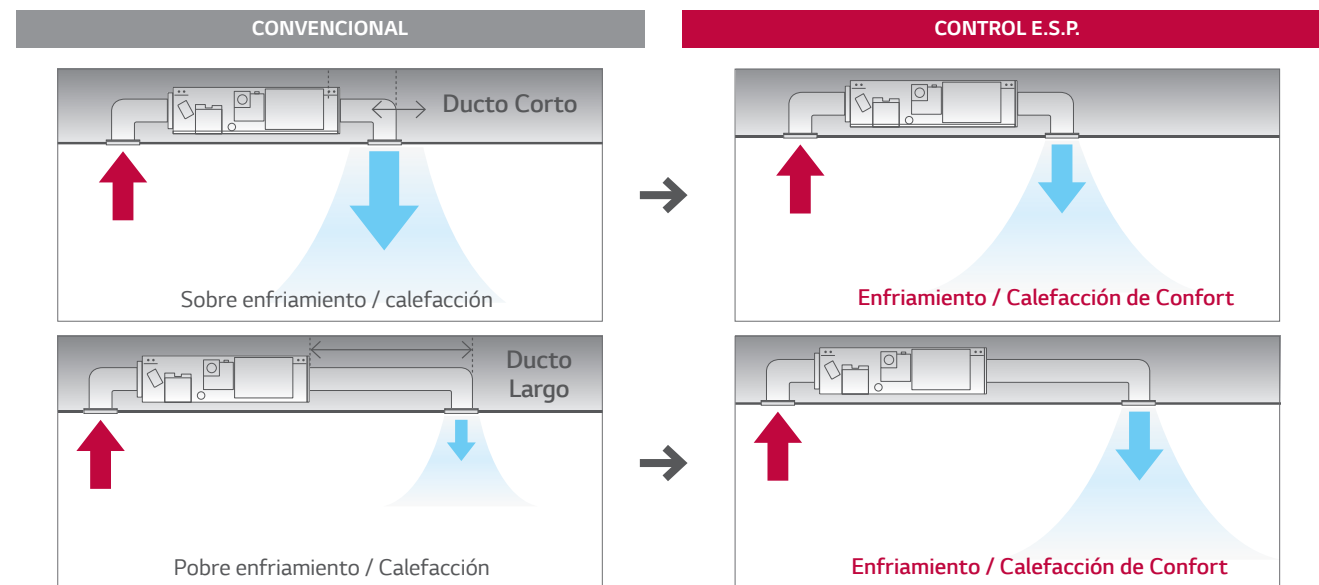 CONVENCIONAL
CONTROL E.S.P.
Ducto Corto
Sobre enfriamiento / calefacción
Enfriamiento / Calefacción de Confort
Ducto
Largo
Pobre enfriamiento / Calefacción
Enfriamiento / Calefacción de Confort